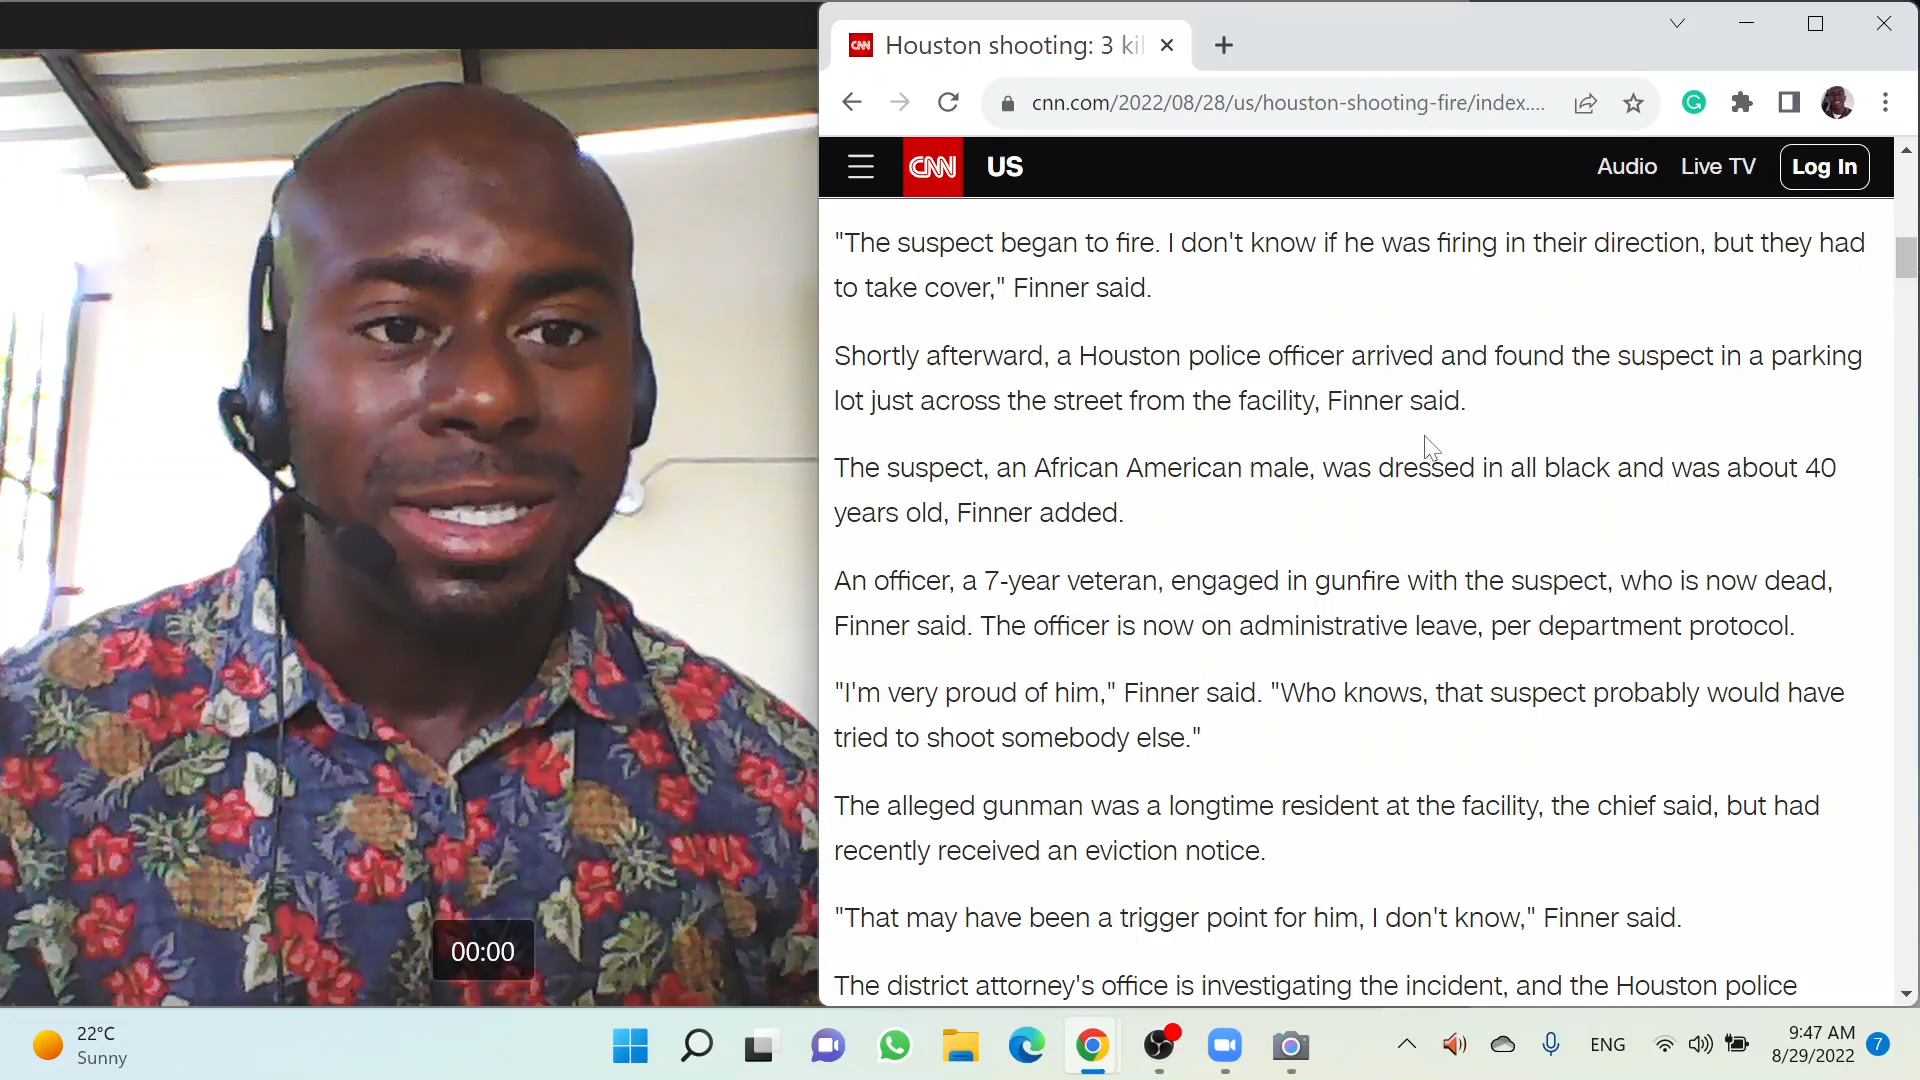 Houston shooting: 3 kil
cnn.com/2022/08/28/us/houston-shooting-fire/index....
CNN US Audio Live TV Log In
"The suspect began to fire. I don't know if he was firing in their direction, but they had
to take cover," Finner said.
Shortly afterward, a Houston police officer arrived and found the suspect in a parking
lot just across the street from the facility, Finner said.
The suspect, an African American male, was dressed in all black and was about 40
years old, Finner added.
An officer, a 7-year veteran, engaged in gunfire with the suspect, who is now dead,
Finner said. The officer is now on administrative leave, per department protocol.
"I'm very proud of him," Finner said. "Who knows, that suspect probably would have
tried to shoot somebody else."
The alleged gunman was a longtime resident at the facility, the chief said, but had
recently received an eviction notice.
"That may have been a trigger point for him, I don't know," Finner said.
The district attorney's office is investigating the incident, and the Houston police
00:00
22°C
Sunny
ENG
9:47 AM
8/29/2022
7